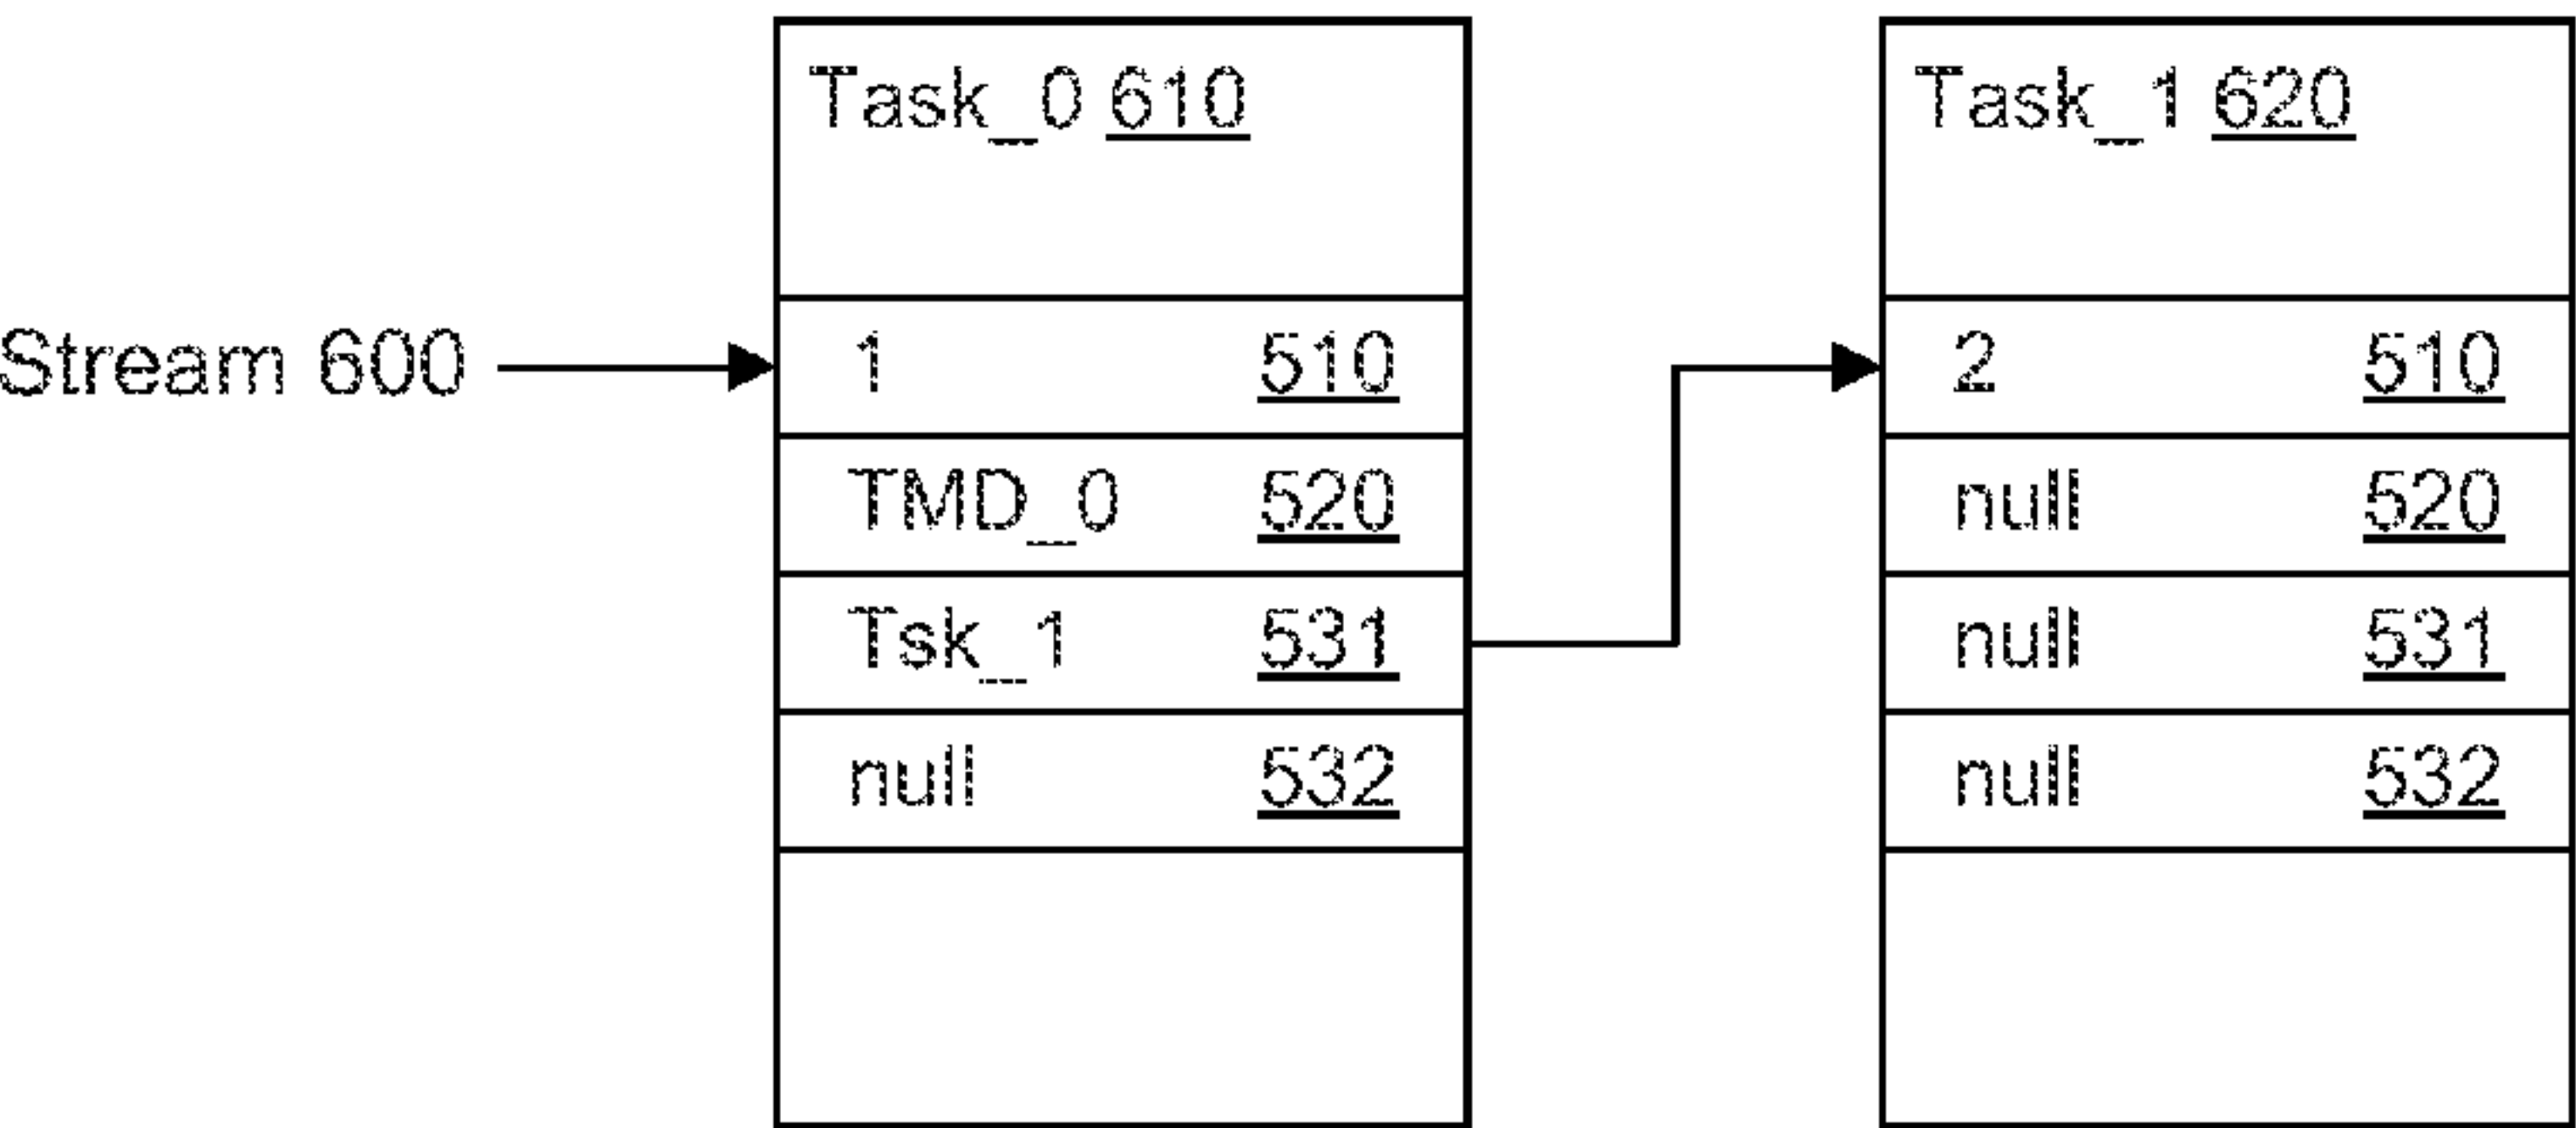 Stream 600
Task_0 610
1 510
TMD_0 520
Tsk_1 531
null 532
Task_1 620
2 510
null 520
null 531
null 532